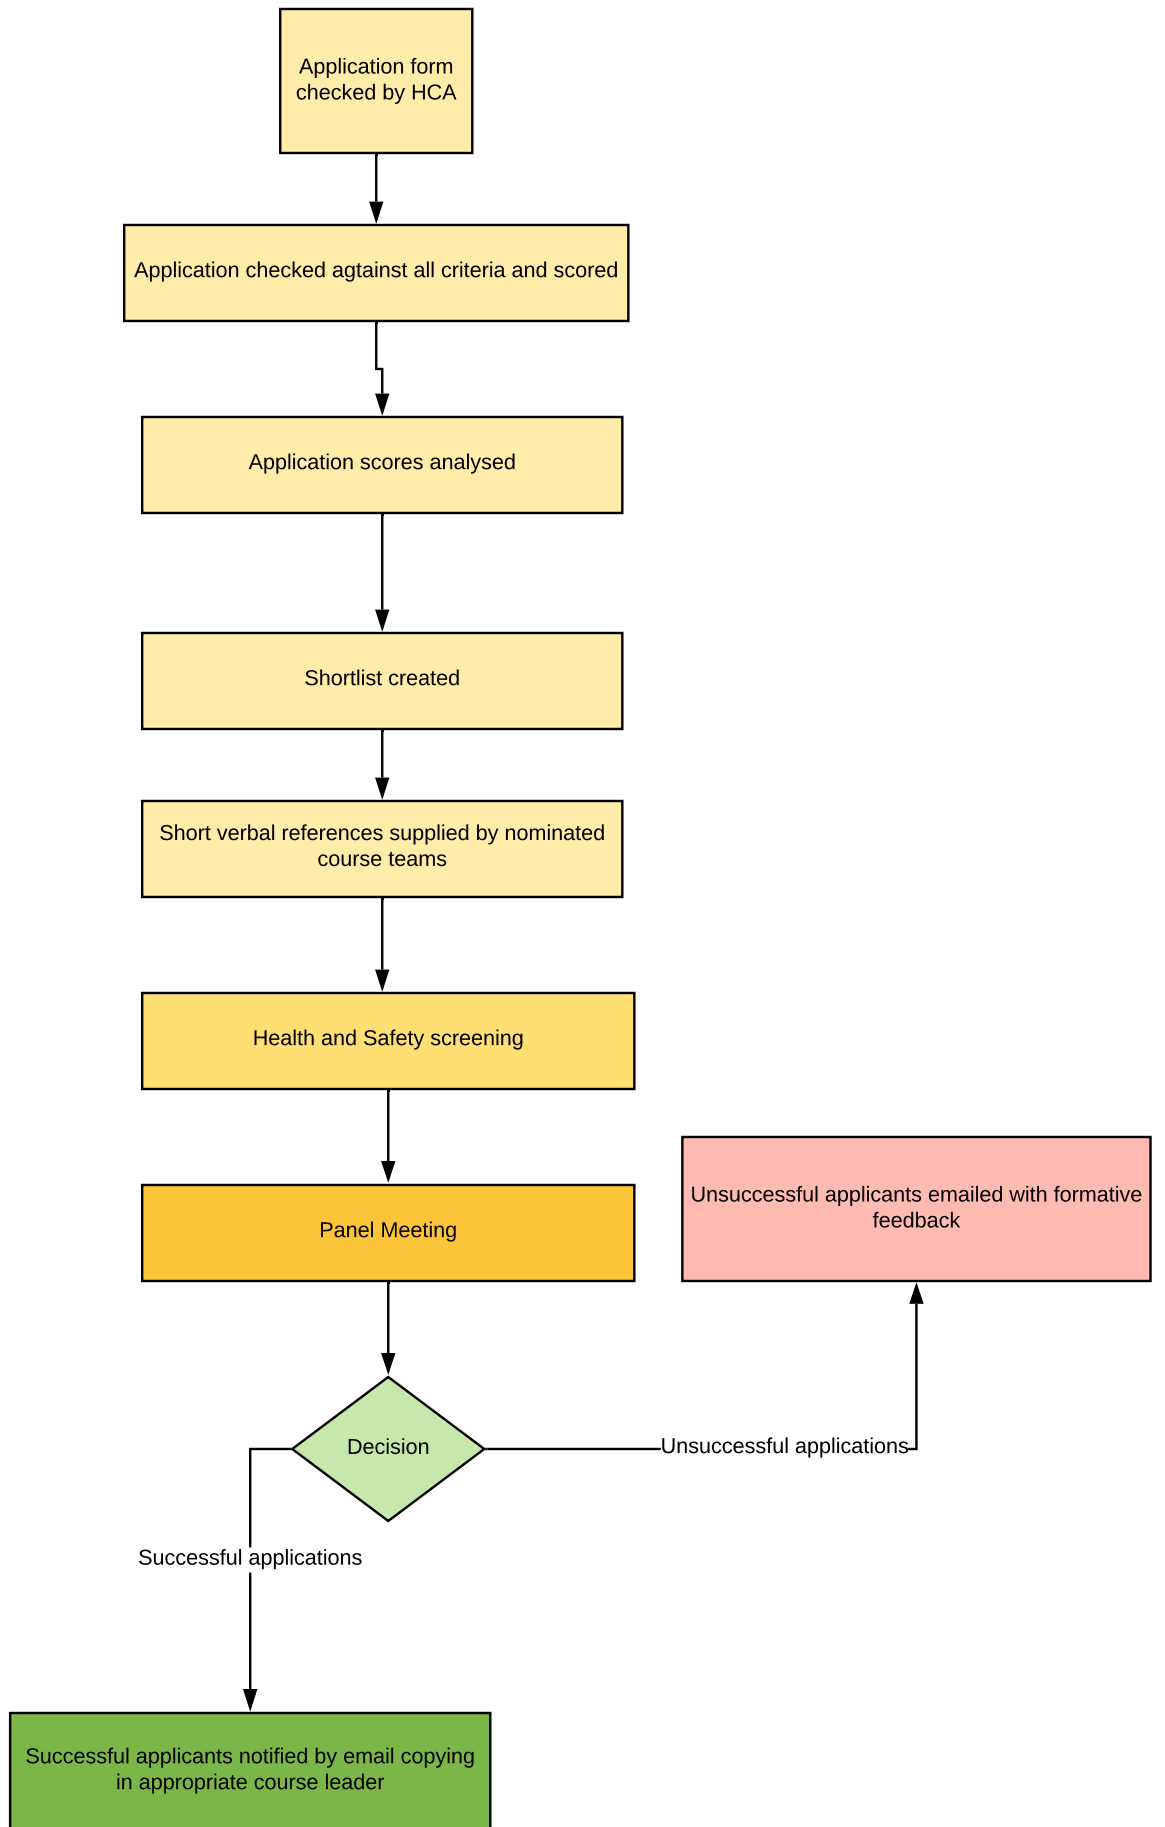 Application form
checked by HCA
Application checked agtainst all criteria and scored
Application scores analysed
Shortlist created
Short verbal references supplied by nominated
course teams
Health and Safety screening
Unsuccessful applicants emailed with formative
feedback
Panel Meeting
Decision
Unsuccessful applications
Successful applications
Successful applicants notified by email copying
in appropriate course leader